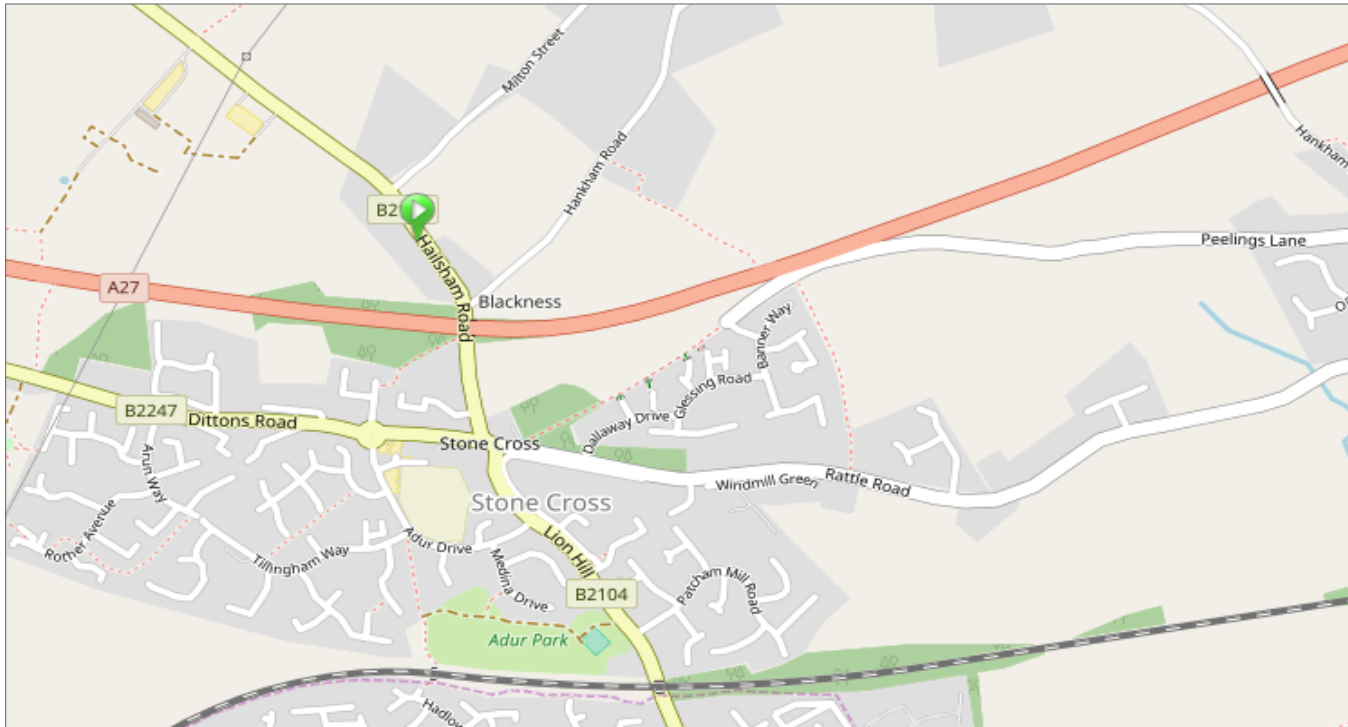 Milton Street
Hankham Road
Hankham
B21
Hailsham Road
Peelings Lane
A27
Blackness
Banner Way
B2247
Dittons Road
Glessing Road
Dallaway Drive
Stone Cross
Arun Way
Windmill Green
Rattle Road
Stone Cross
Rother Avenue
Tillingham Way
Adur Drive
Lion Hill
Medina Drive
B2104
Patcham Mill Road
Adur Park